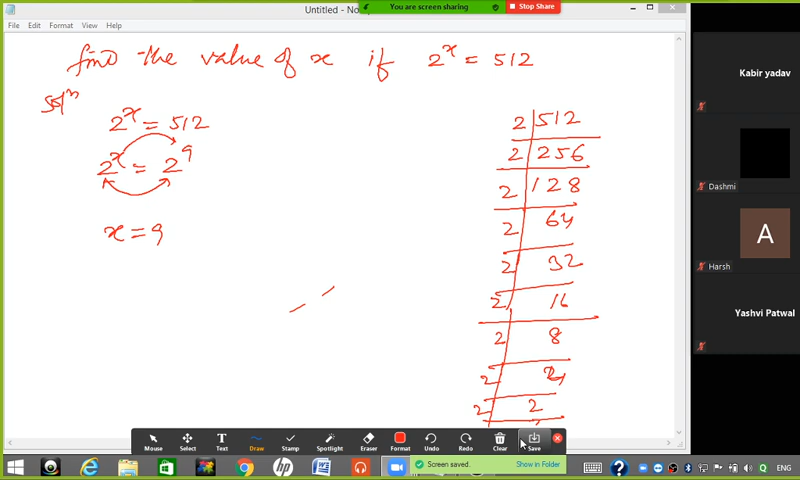 Untitled - No
You are screen sharing
Stop Share
File Edit Format View Help
find the value of x if 2^x = 512
Sol^n
2^x = 512
2^x = 2^9
x = 9
2 | 512
2 | 256
2 | 128
2 | 64
2 | 32
2 | 16
2 | 8
2 | 4
2 | 2
Kabir yadav
Dashmi
A
Harsh
Yashvi Patwal
Mouse Select Text Draw Stamp Spotlight Eraser Format Undo Redo Clear Save
Screen saved. Show in Folder
hp
W
?
ENG